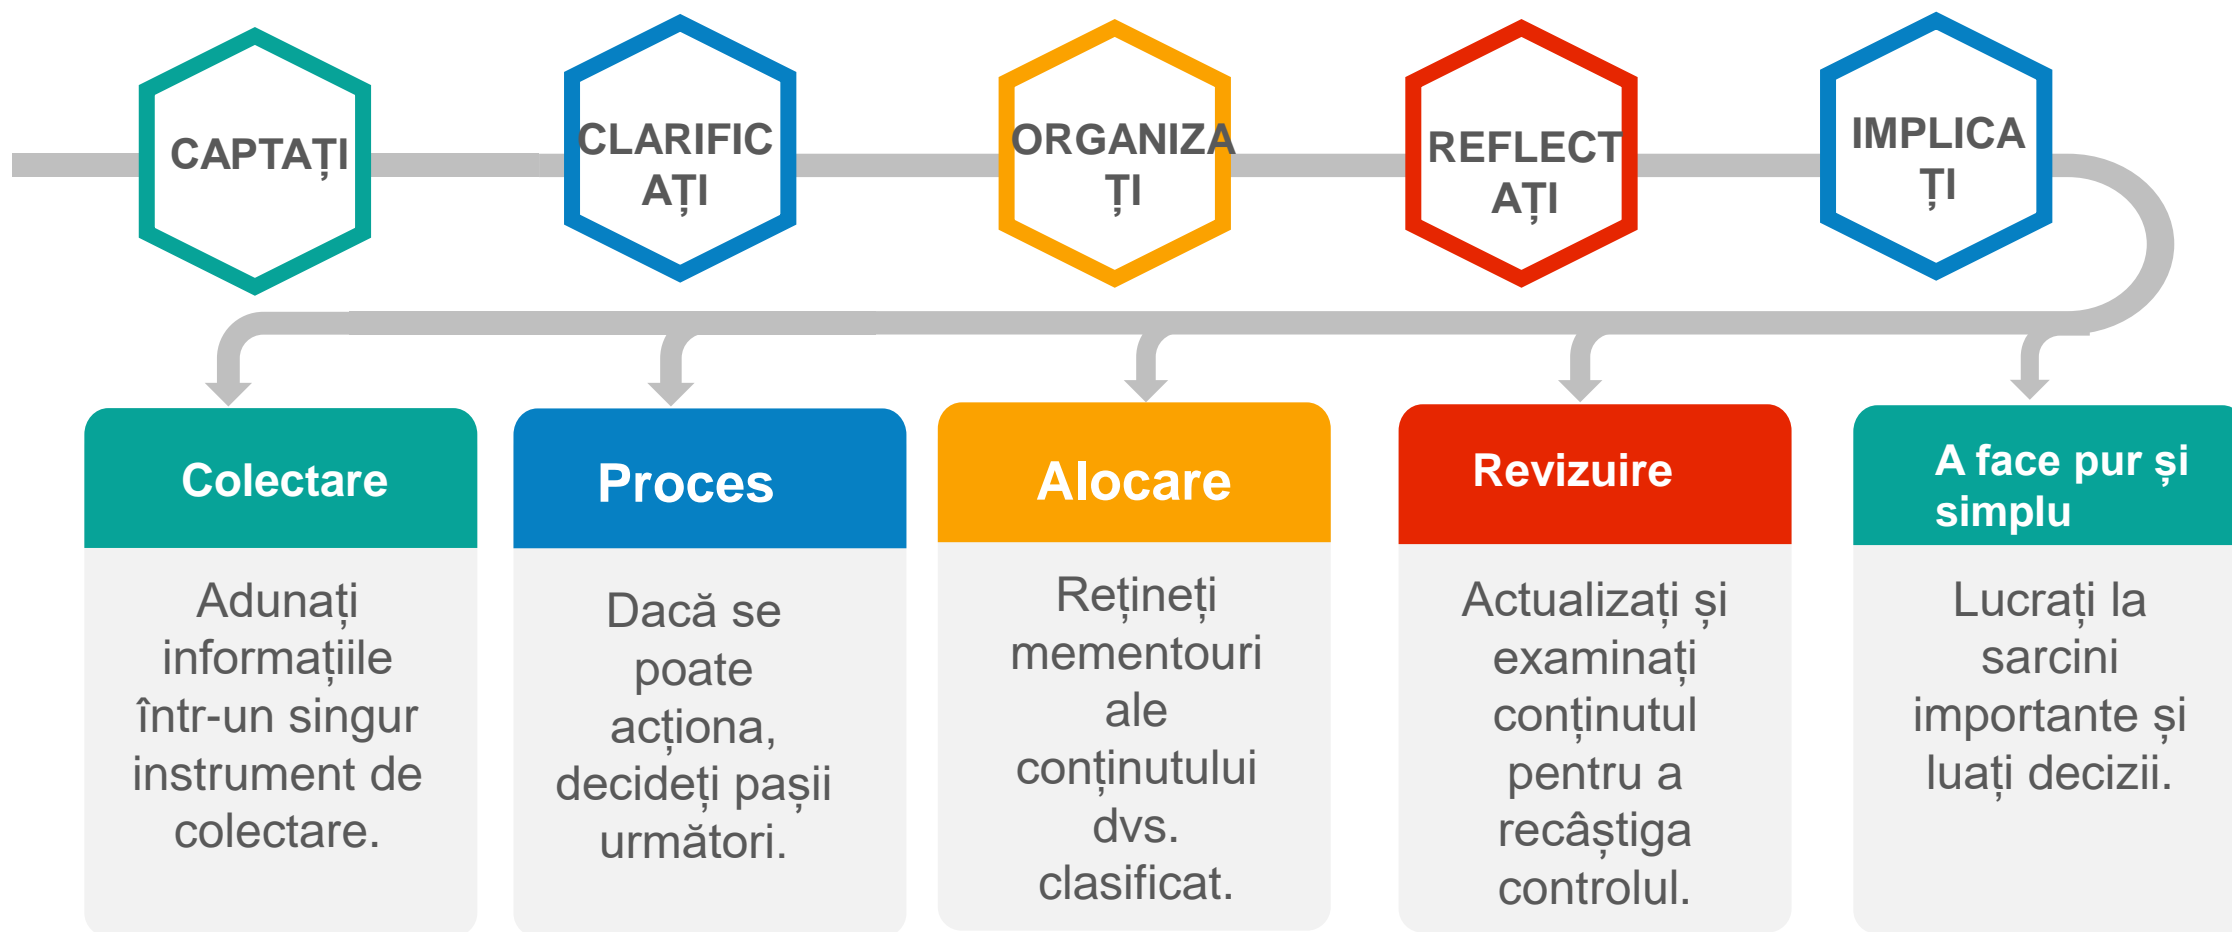 CAPTAȚI
CLARIFIC
AȚI
ORGANIZA
ȚI
REFLECT
AȚI
IMPLICA
ȚI
Colectare
Adunați
informațiile
într-un singur
instrument de
colectare.
Proces
Dacă se
poate
acționa,
decideți pașii
următori.
Alocare
Rețineți
mementouri
ale
conținutului
dvs.
clasificat.
Revizuire
Actualizați și
examinați
conținutul
pentru a
recâștiga
controlul.
A face pur și
simplu
Lucrați la
sarcini
importante și
luați decizii.